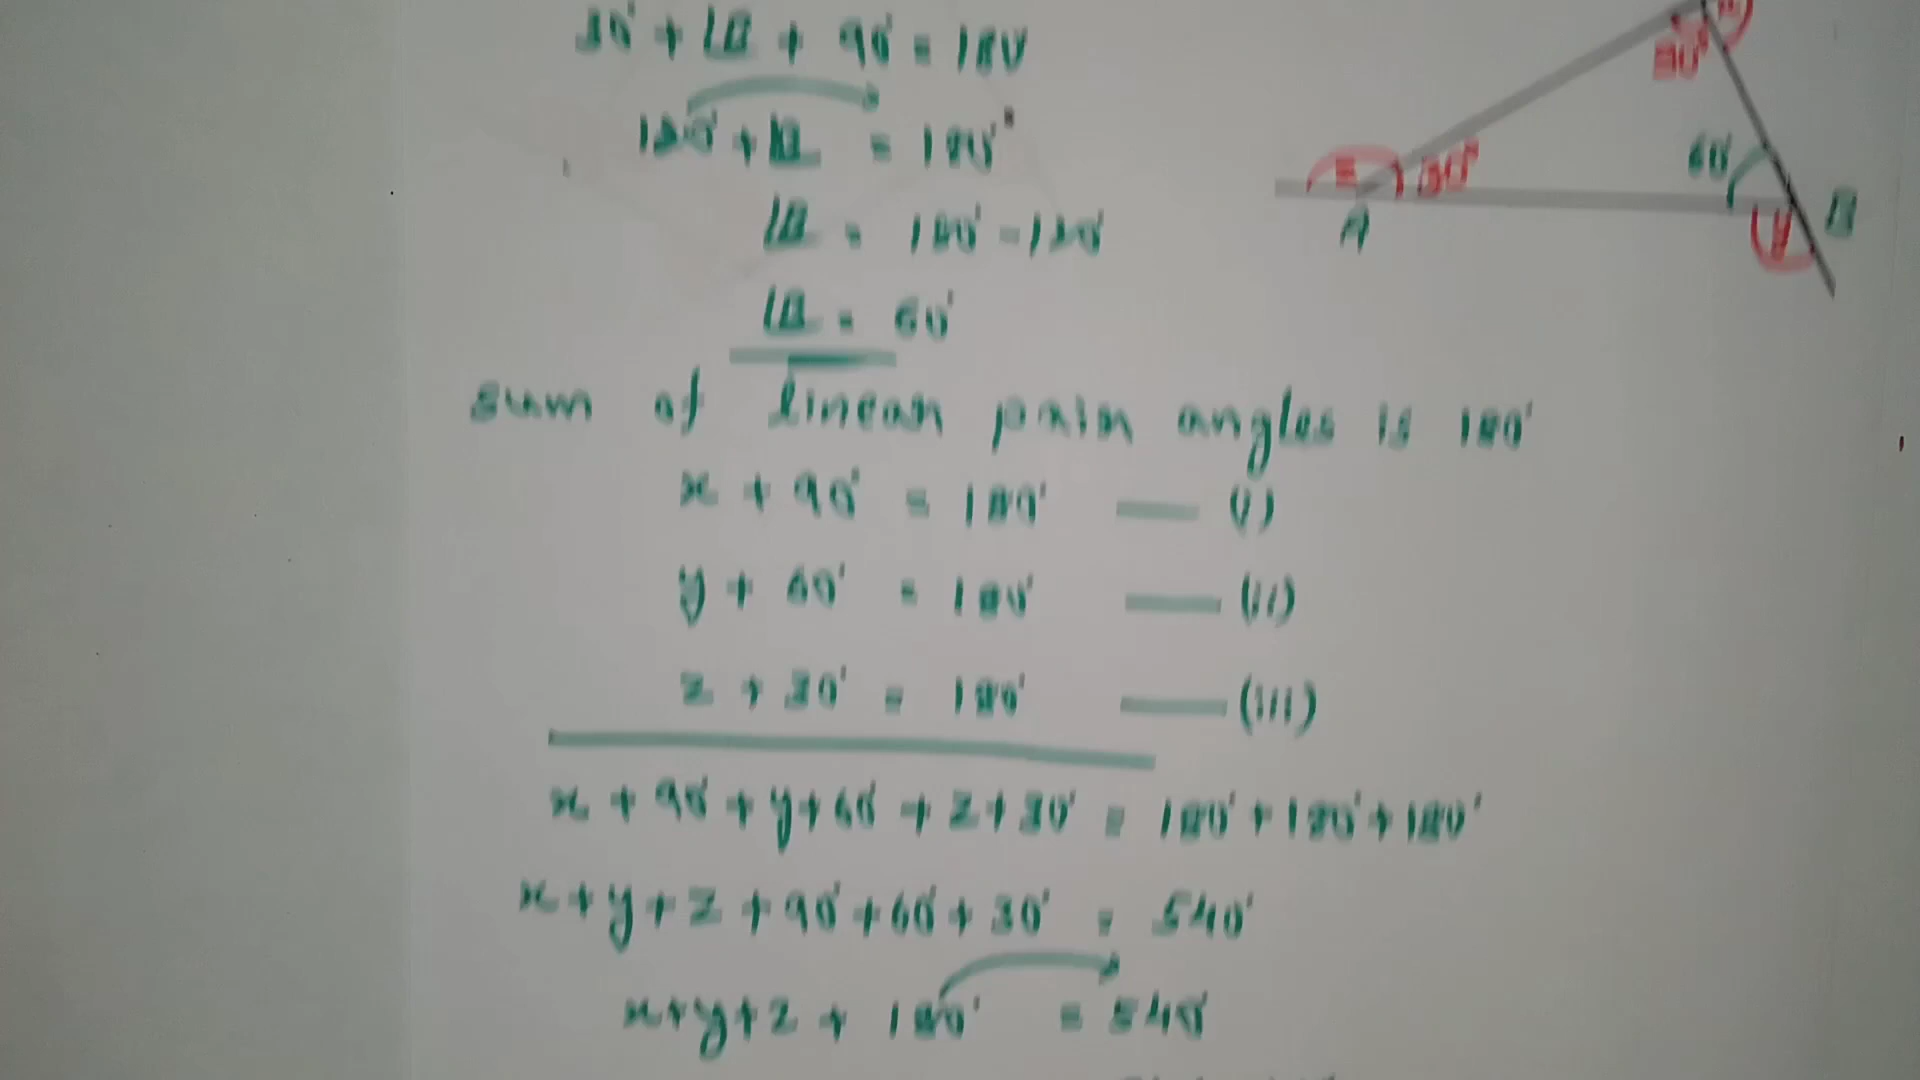 30° + ∠B + 90° = 180°
120° + ∠B = 180°
∠B = 180° - 120°
∠B = 60°
sum of linear pair angles is 180°
x + 90° = 180° — (i)
y + 60° = 180° — (ii)
z + 30° = 180° — (iii)
x + 90° + y + 60° + z + 30° = 180° + 180° + 180°
x + y + z + 90° + 60° + 30° = 540°
x + y + z + 180° = 540°
90°
60°
z
30°
A
B
y